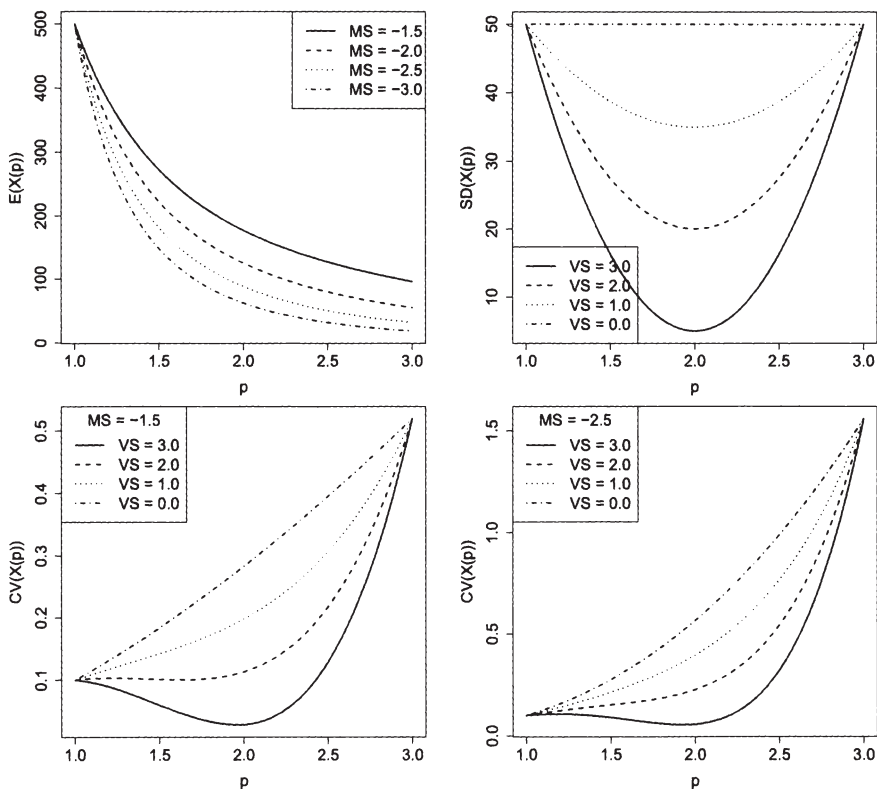 E(X(p))
500
400
300
200
100
0
MS = −1.5
MS = −2.0
MS = −2.5
MS = −3.0
1.0 1.5 2.0 2.5 3.0
p
SD(X(p))
50
40
30
20
10
VS = 3.0
VS = 2.0
VS = 1.0
VS = 0.0
1.0 1.5 2.0 2.5 3.0
p
CV(X(p))
0.5
0.4
0.3
0.2
0.1
MS = −1.5
VS = 3.0
VS = 2.0
VS = 1.0
VS = 0.0
1.0 1.5 2.0 2.5 3.0
p
CV(X(p))
1.5
1.0
0.5
0.0
MS = −2.5
VS = 3.0
VS = 2.0
VS = 1.0
VS = 0.0
1.0 1.5 2.0 2.5 3.0
p